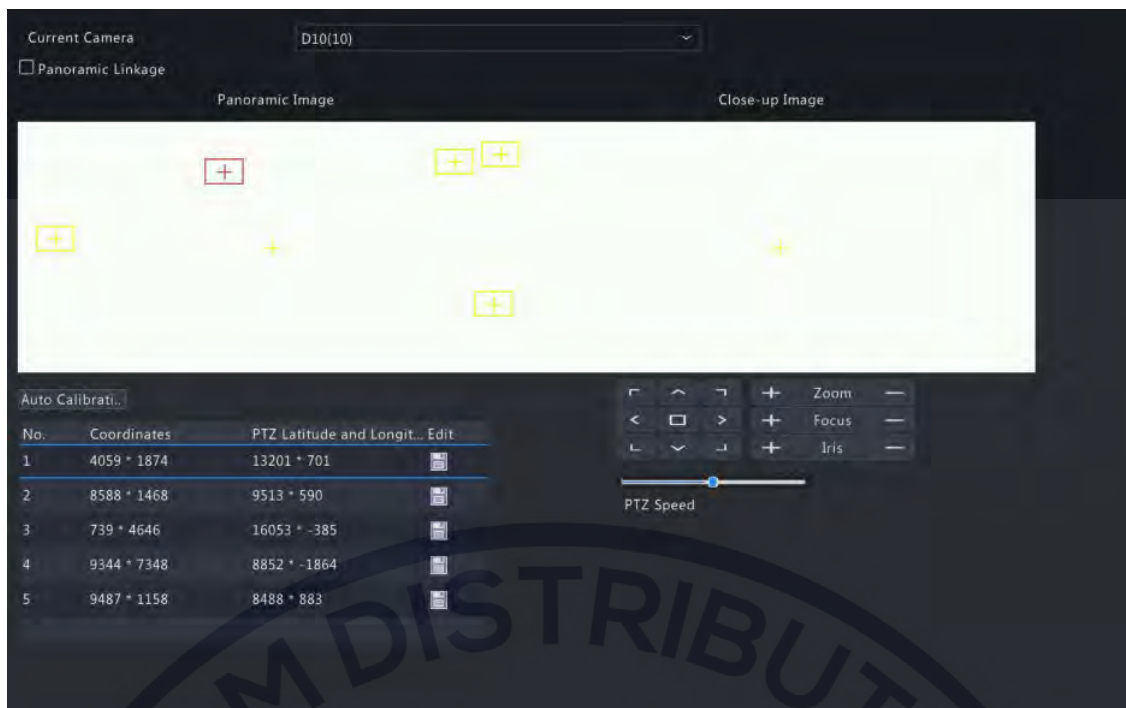 Current Camera D10(10)
Panoramic Linkage
Panoramic Image Close-up Image
Auto Calibrati..
Zoom
No. Coordinates PTZ Latitude and Longit... Edit
Focus
1 4059 * 1874 13201 * 701
Iris
2 8588 * 1468 9513 * 590
PTZ Speed
3 739 * 4646 16053 * -385
4 9344 * 7348 8852 * -1864
5 9487 * 1158 8488 * 883
M DISTRIBUT